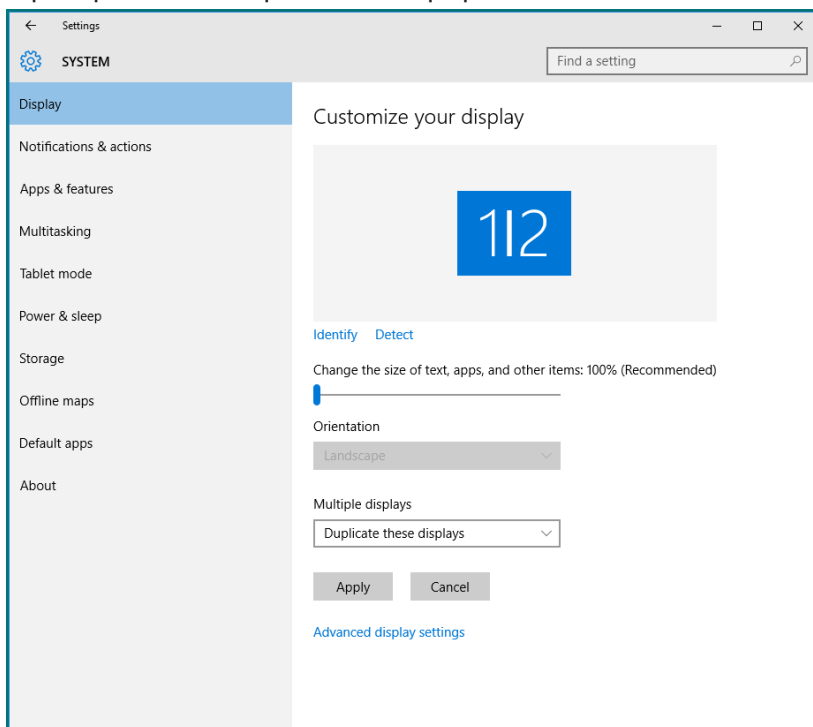 Settings
SYSTEM
Find a setting
Display
Notifications & actions
Apps & features
Multitasking
Tablet mode
Power & sleep
Storage
Offline maps
Default apps
About
Customize your display
1|2
Identify Detect
Change the size of text, apps, and other items: 100% (Recommended)
Orientation
Landscape
Multiple displays
Duplicate these displays
Apply Cancel
Advanced display settings